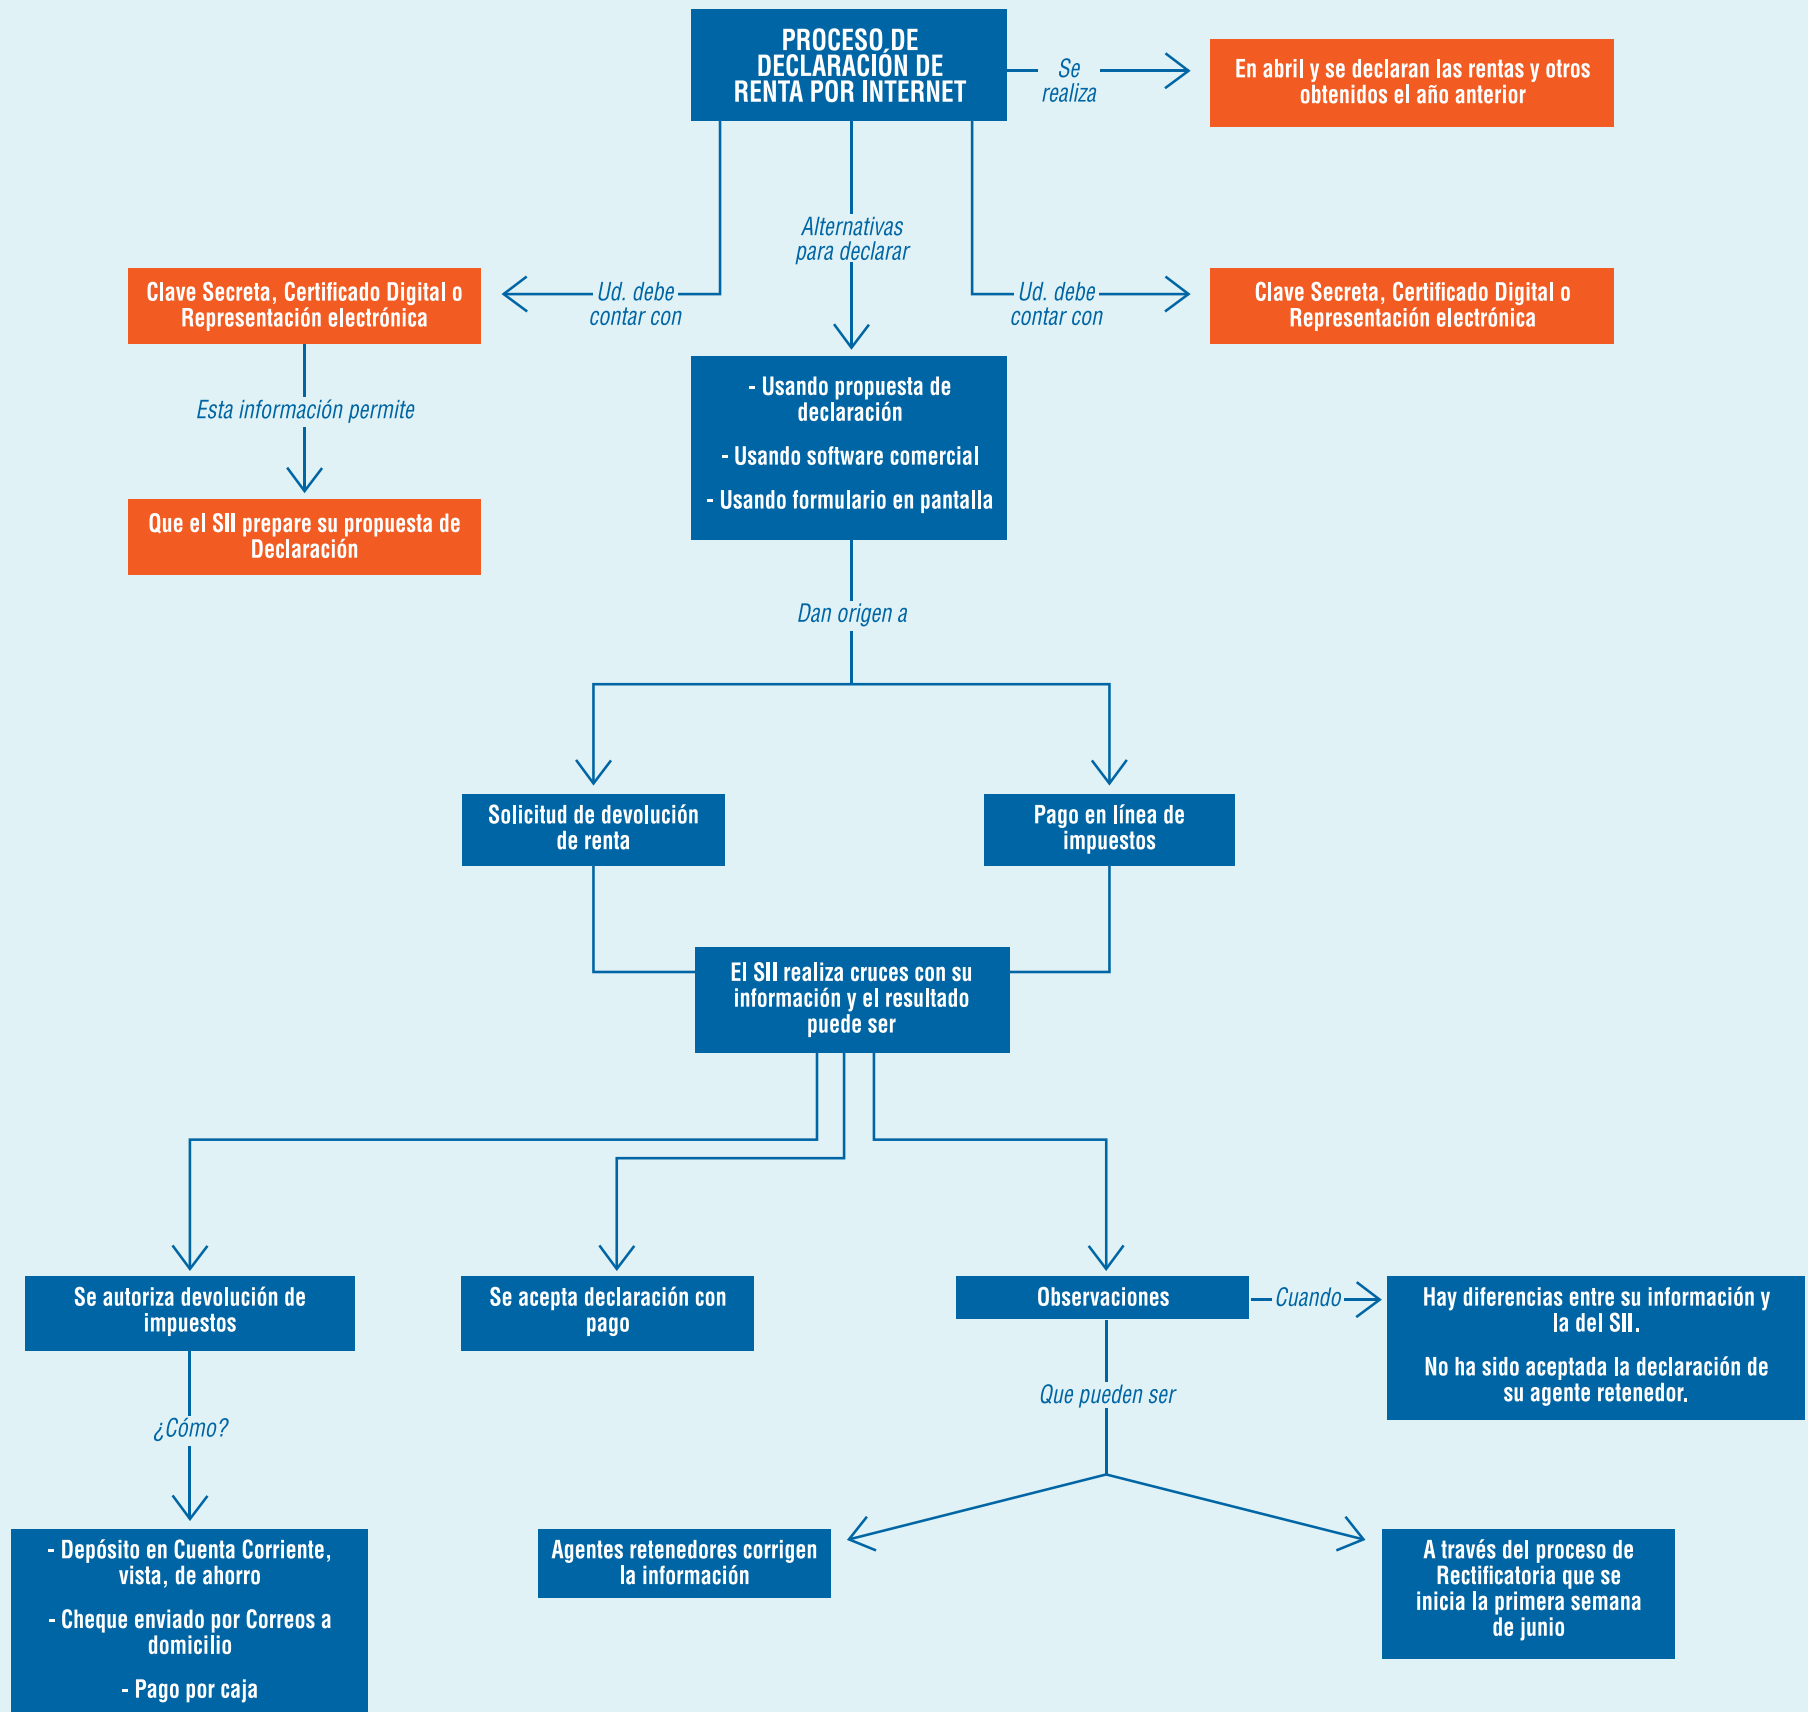 PROCESO DE
DECLARACIÓN DE
RENTA POR INTERNET
Se
realiza
En abril y se declaran las rentas y otros
obtenidos el año anterior
Alternativas
para declarar
Clave Secreta, Certificado Digital o
Representación electrónica
Ud. debe
contar con
Ud. debe
contar con
Clave Secreta, Certificado Digital o
Representación electrónica
Esta información permite
Que el SII prepare su propuesta de
Declaración
- Usando propuesta de
declaración
- Usando software comercial
- Usando formulario en pantalla
Dan origen a
Solicitud de devolución
de renta
Pago en línea de
impuestos
El SII realiza cruces con su
información y el resultado
puede ser
Se autoriza devolución de
impuestos
Se acepta declaración con
pago
Observaciones
Cuando
Hay diferencias entre su información y
la del SII.
No ha sido aceptada la declaración de
su agente retenedor.
¿Cómo?
Que pueden ser
- Depósito en Cuenta Corriente,
vista, de ahorro
- Cheque enviado por Correos a
domicilio
- Pago por caja
Agentes retenedores corrigen
la información
A través del proceso de
Rectificatoria que se
inicia la primera semana
de junio